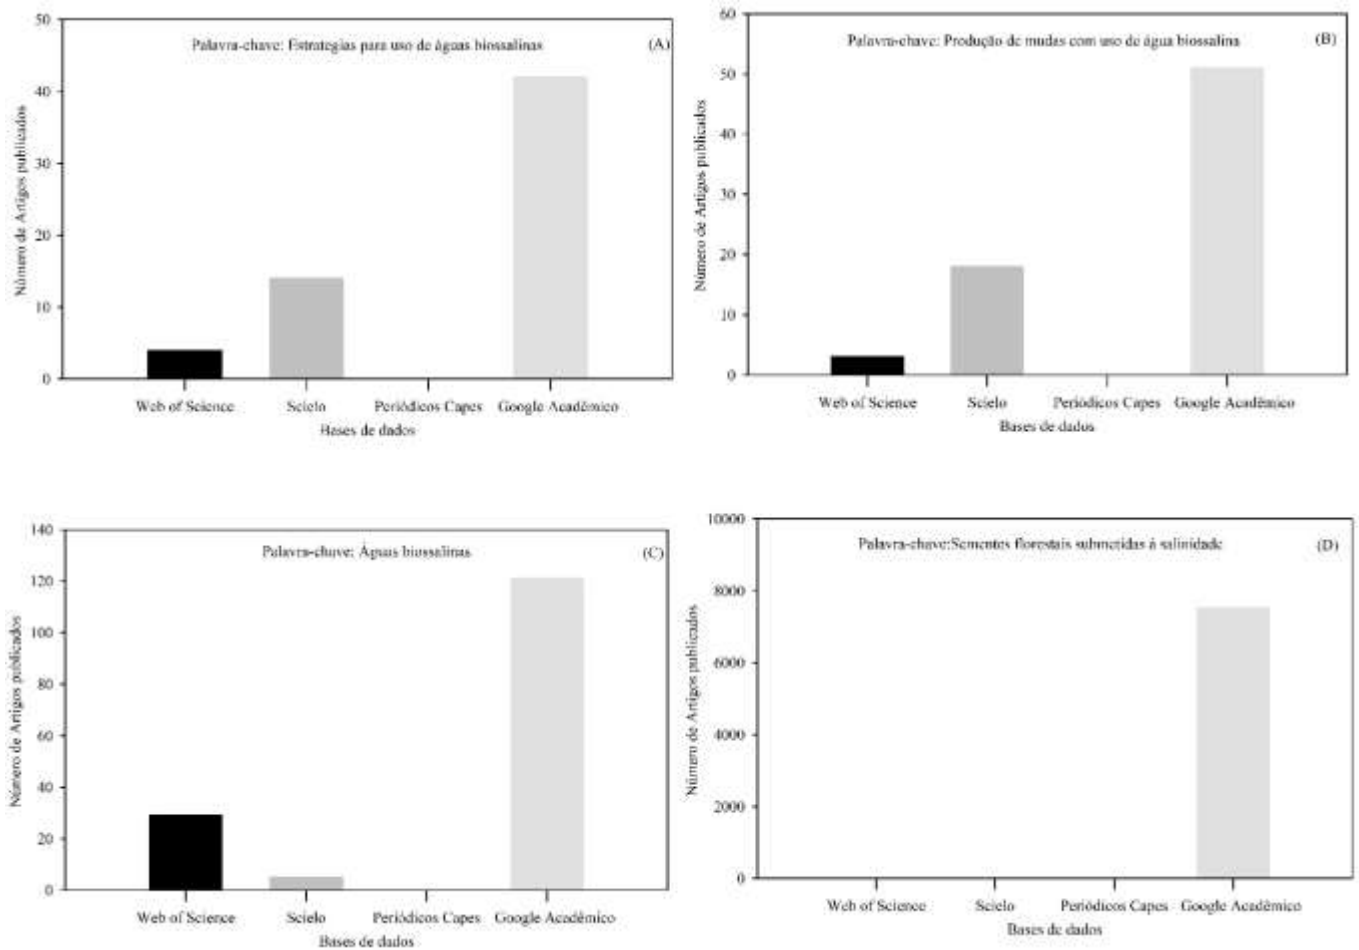 Palavra-chave: Estrategias para uso de águas biossalinas (A)
Número de Artigos publicados
50
40
30
20
10
0
Web of Science Scielo Periódicos Capes Google Acadêmico
Bases de dados
Palavra-chave: Produção de mudas com uso de água biossalina (B)
Número de Artigos publicados
60
50
40
30
20
10
0
Web of Science Scielo Periódicos Capes Google Acadêmico
Bases de dados
Palavra-chave: Águas biossalinas (C)
Número de Artigos publicados
140
120
100
80
60
40
20
0
Web of Science Scielo Periódicos Capes Google Acadêmico
Bases de dados
Palavra-chave:Sementes florestais submetidas à salinidade (D)
Número de Artigos publicados
10000
8000
6000
4000
2000
0
Web of Science Scielo Periódicos Capes Google Acadêmico
Bases de dados